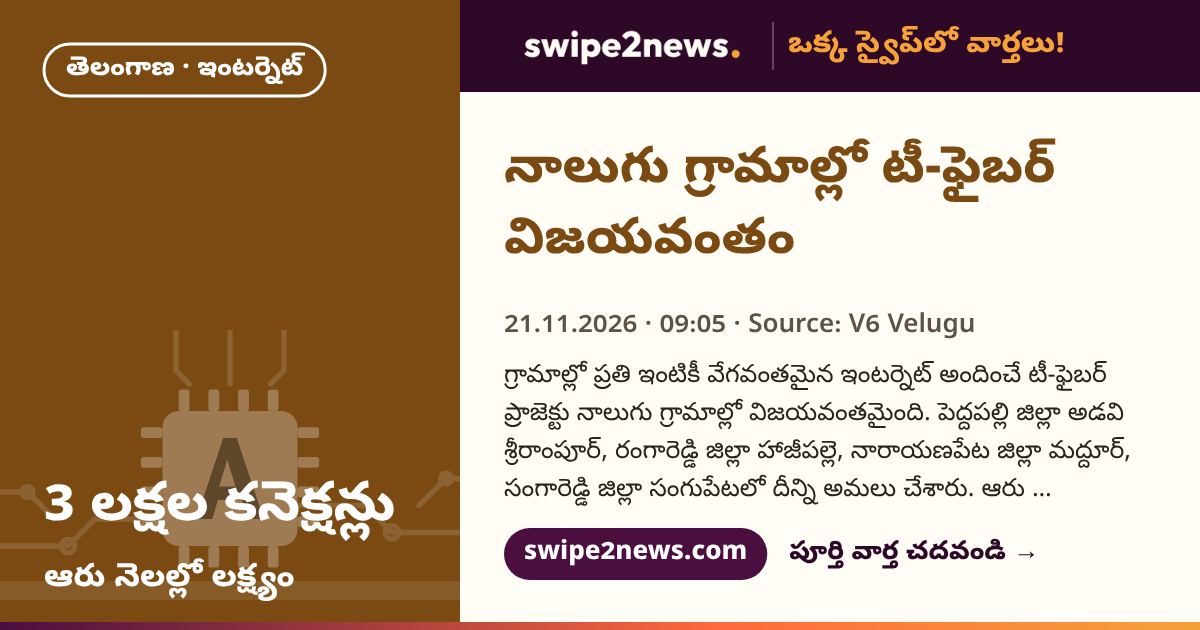 తెలంగాణ · ఇంటర్నెట్
swipe2news. ఒక్క స్వైప్‌లో వార్తలు!
నాలుగు గ్రామాల్లో టీ-ఫైబర్
విజయవంతం
21.11.2026 · 09:05 · Source: V6 Velugu
గ్రామాల్లో ప్రతి ఇంటికీ వేగవంతమైన ఇంటర్నెట్ అందించే టీ-ఫైబర్
ప్రాజెక్టు నాలుగు గ్రామాల్లో విజయవంతమైంది. పెద్దపల్లి జిల్లా అడవి
శ్రీరాంపూర్, రంగారెడ్డి జిల్లా హాజీపల్లె, నారాయణపేట జిల్లా మద్దూర్,
సంగారెడ్డి జిల్లా సంగుపేటలో దీన్ని అమలు చేశారు. ఆరు ...
A
3 లక్షల కనెక్షన్లు
ఆరు నెలల్లో లక్ష్యం
swipe2news.com పూర్తి వార్త చదవండి →